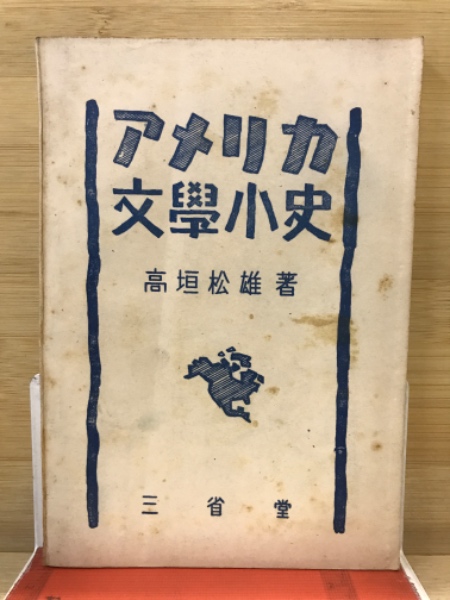 アメリカ
文學小史
高垣松雄著
三省堂